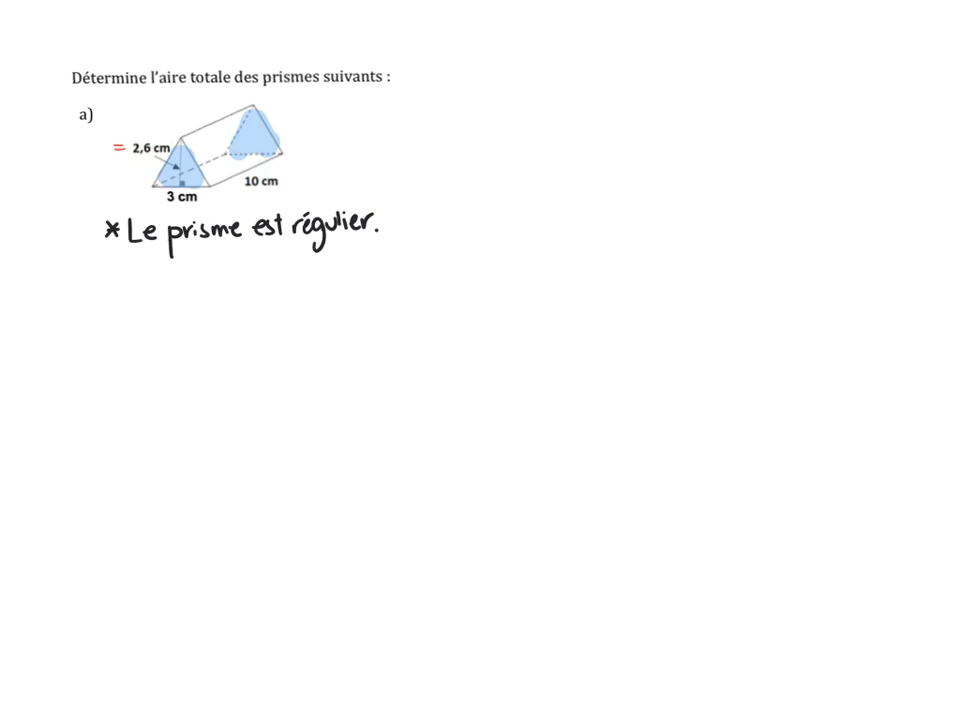 Détermine l'aire totale des prismes suivants :
a)
= 2,6 cm
10 cm
3 cm
* Le prisme est régulier.